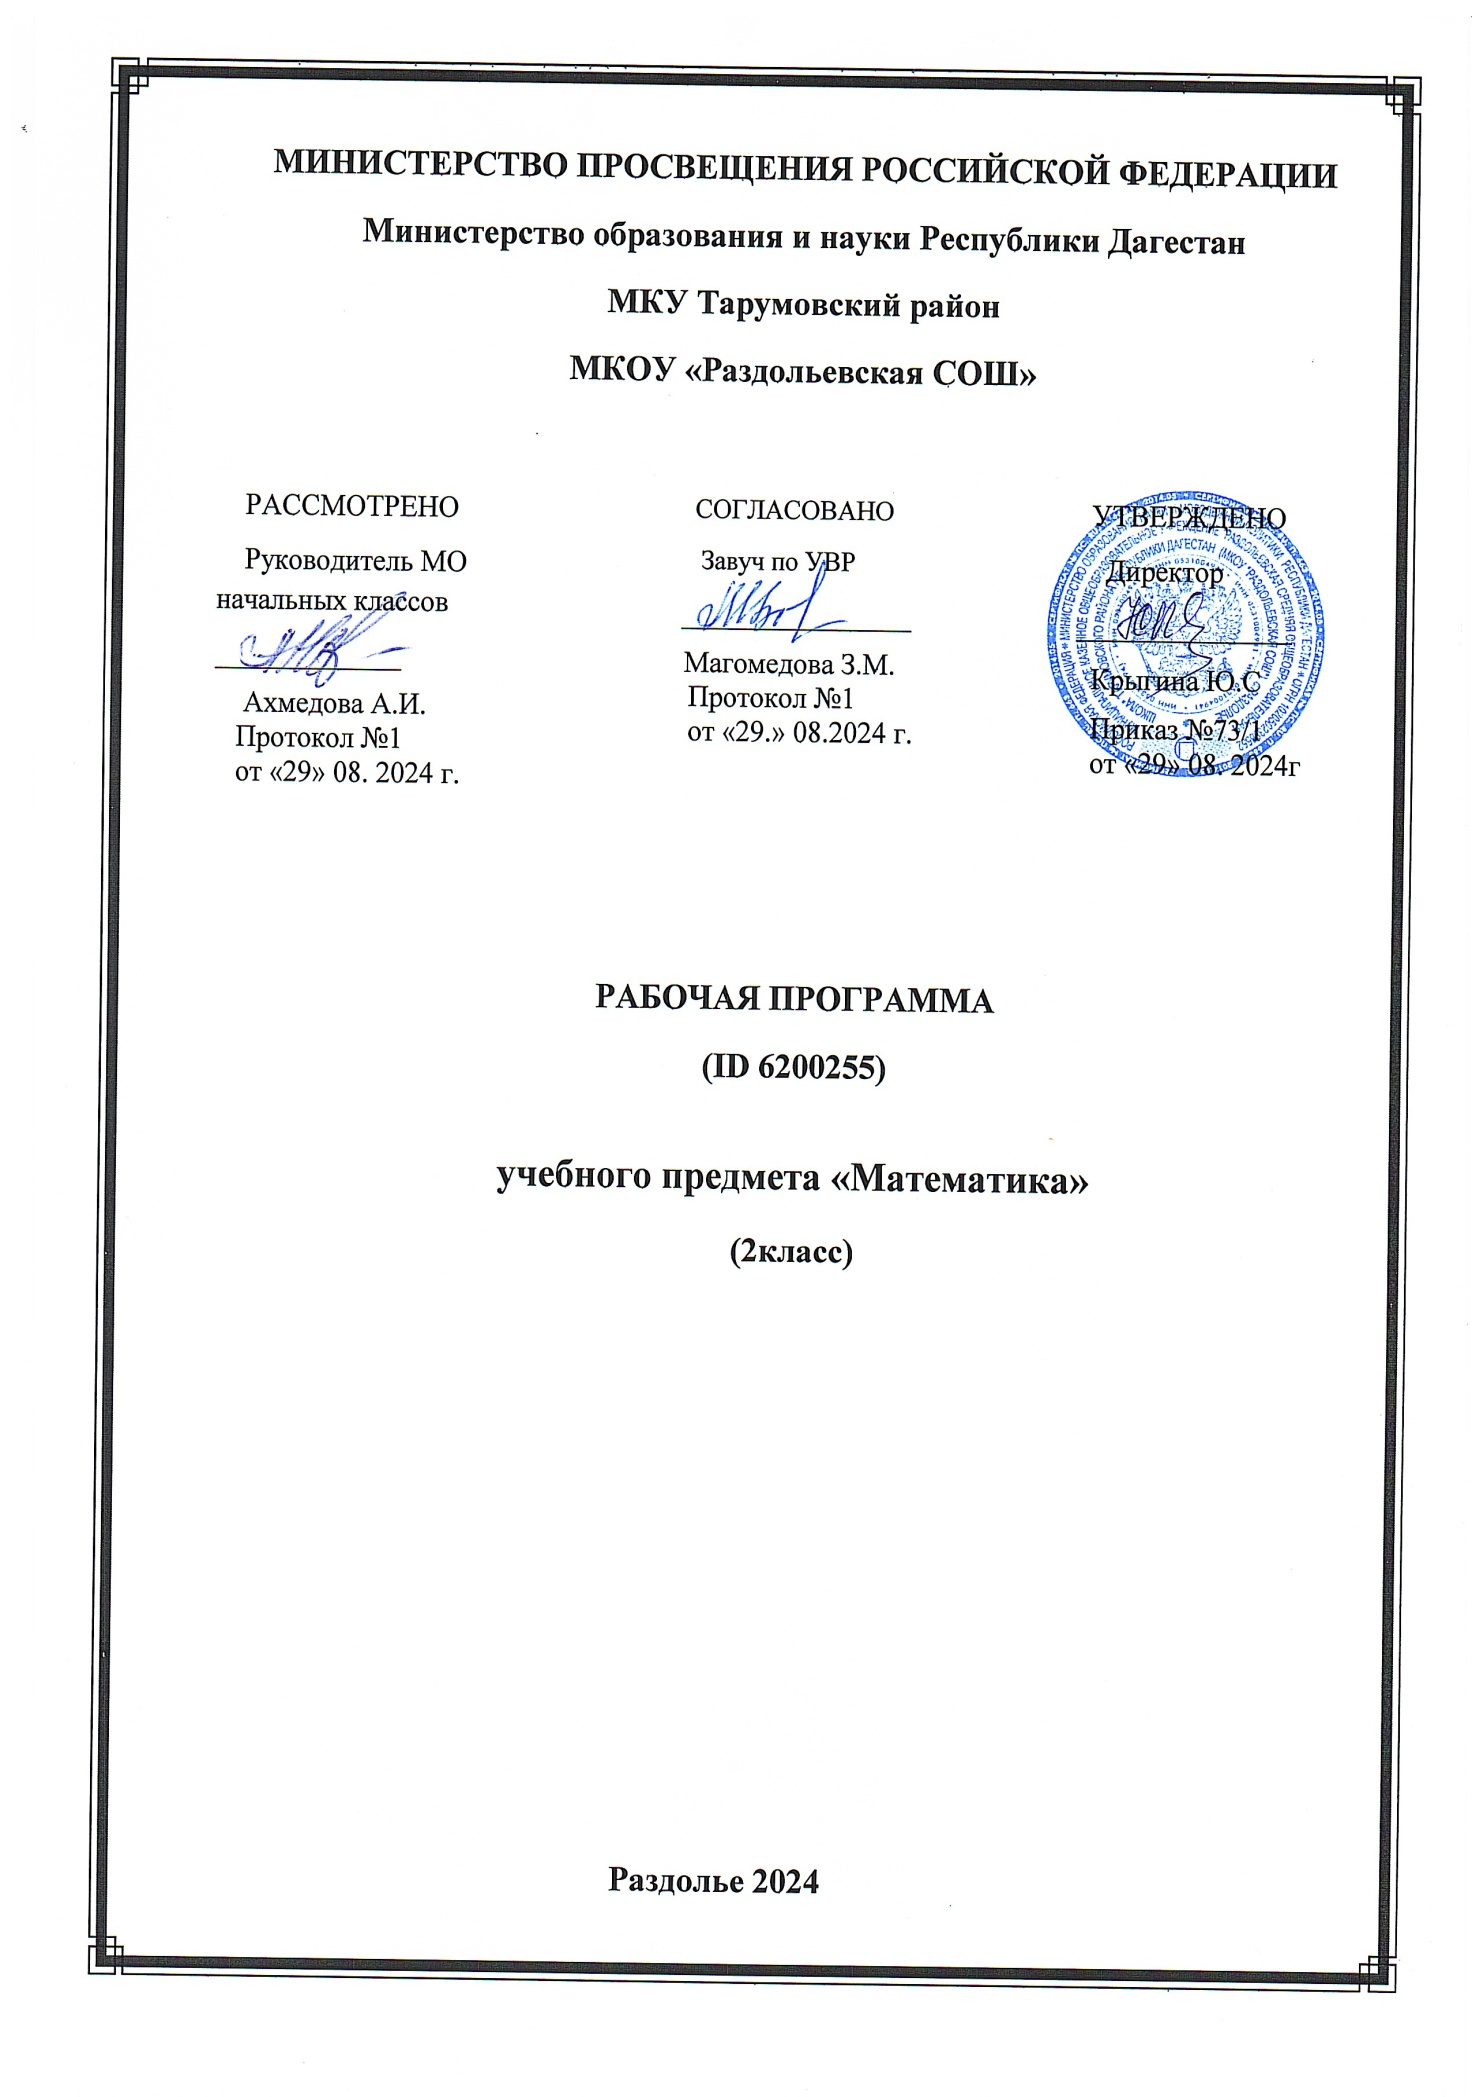 МИНИСТЕРСТВО ПРОСВЕЩЕНИЯ РОССИЙСКОЙ ФЕДЕРАЦИИ
Министерство образования и науки Республики Дагестан
МКУ Тарумовский район
МКОУ «Раздольевская СОШ»
РАССМОТРЕНО
Руководитель МО
начальных классов
Ахмедова А.И.
Протокол №1
от «29» 08. 2024 г.
СОГЛАСОВАНО
Завуч по УВР
Магомедова З.М.
Протокол №1
от «29.» 08.2024 г.
УТВЕРЖДЕНО
Директор
Крыгина Ю.С
Приказ №73/1
от «29» 08. 2024г
РАБОЧАЯ ПРОГРАММА
(ID 6200255)
учебного предмета «Математика»
(2класс)
Раздолье 2024